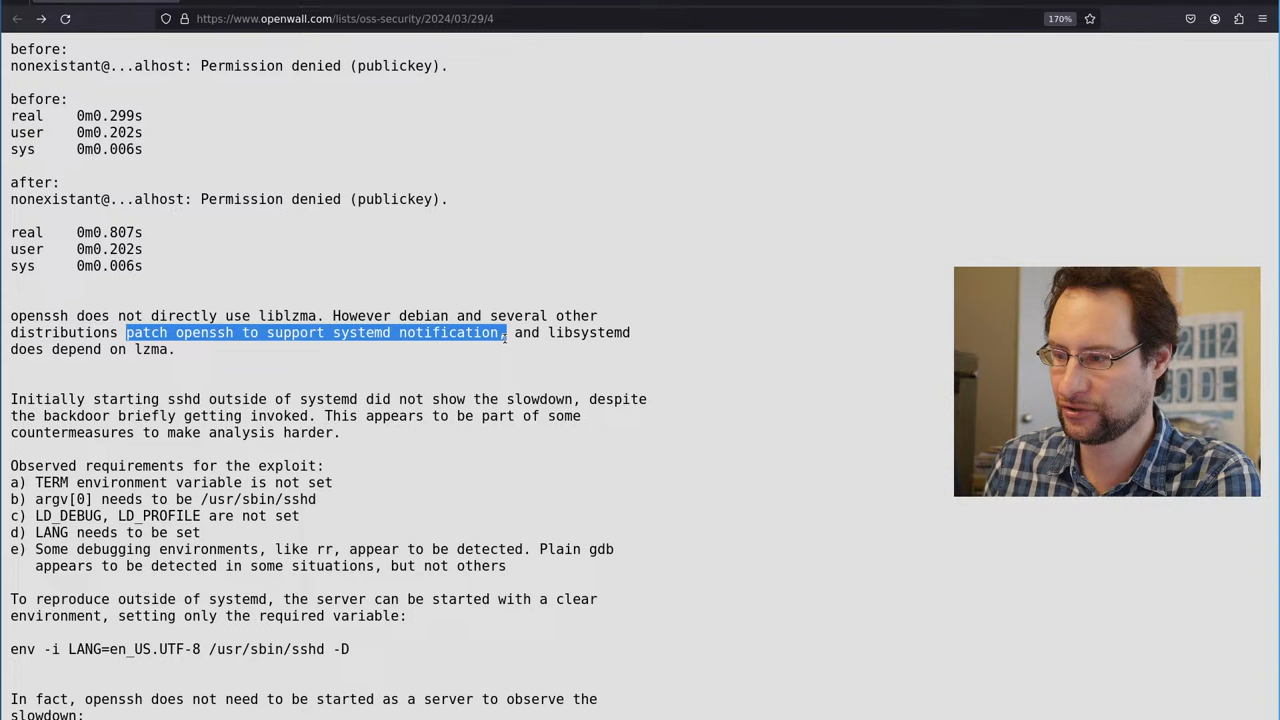 https://www.openwall.com/lists/oss-security/2024/03/29/4
170%
before:
nonexistant@...alhost: Permission denied (publickey).
before:
real 0m0.299s
user 0m0.202s
sys 0m0.006s
after:
nonexistant@...alhost: Permission denied (publickey).
real 0m0.807s
user 0m0.202s
sys 0m0.006s
openssh does not directly use liblzma. However debian and several other
distributions patch openssh to support systemd notification, and libsystemd
does depend on lzma.
Initially starting sshd outside of systemd did not show the slowdown, despite
the backdoor briefly getting invoked. This appears to be part of some
countermeasures to make analysis harder.
Observed requirements for the exploit:
a) TERM environment variable is not set
b) argv[0] needs to be /usr/sbin/sshd
c) LD_DEBUG, LD_PROFILE are not set
d) LANG needs to be set
e) Some debugging environments, like rr, appear to be detected. Plain gdb
appears to be detected in some situations, but not others
To reproduce outside of systemd, the server can be started with a clear
environment, setting only the required variable:
env -i LANG=en_US.UTF-8 /usr/sbin/sshd -D
In fact, openssh does not need to be started as a server to observe the
slowdown: